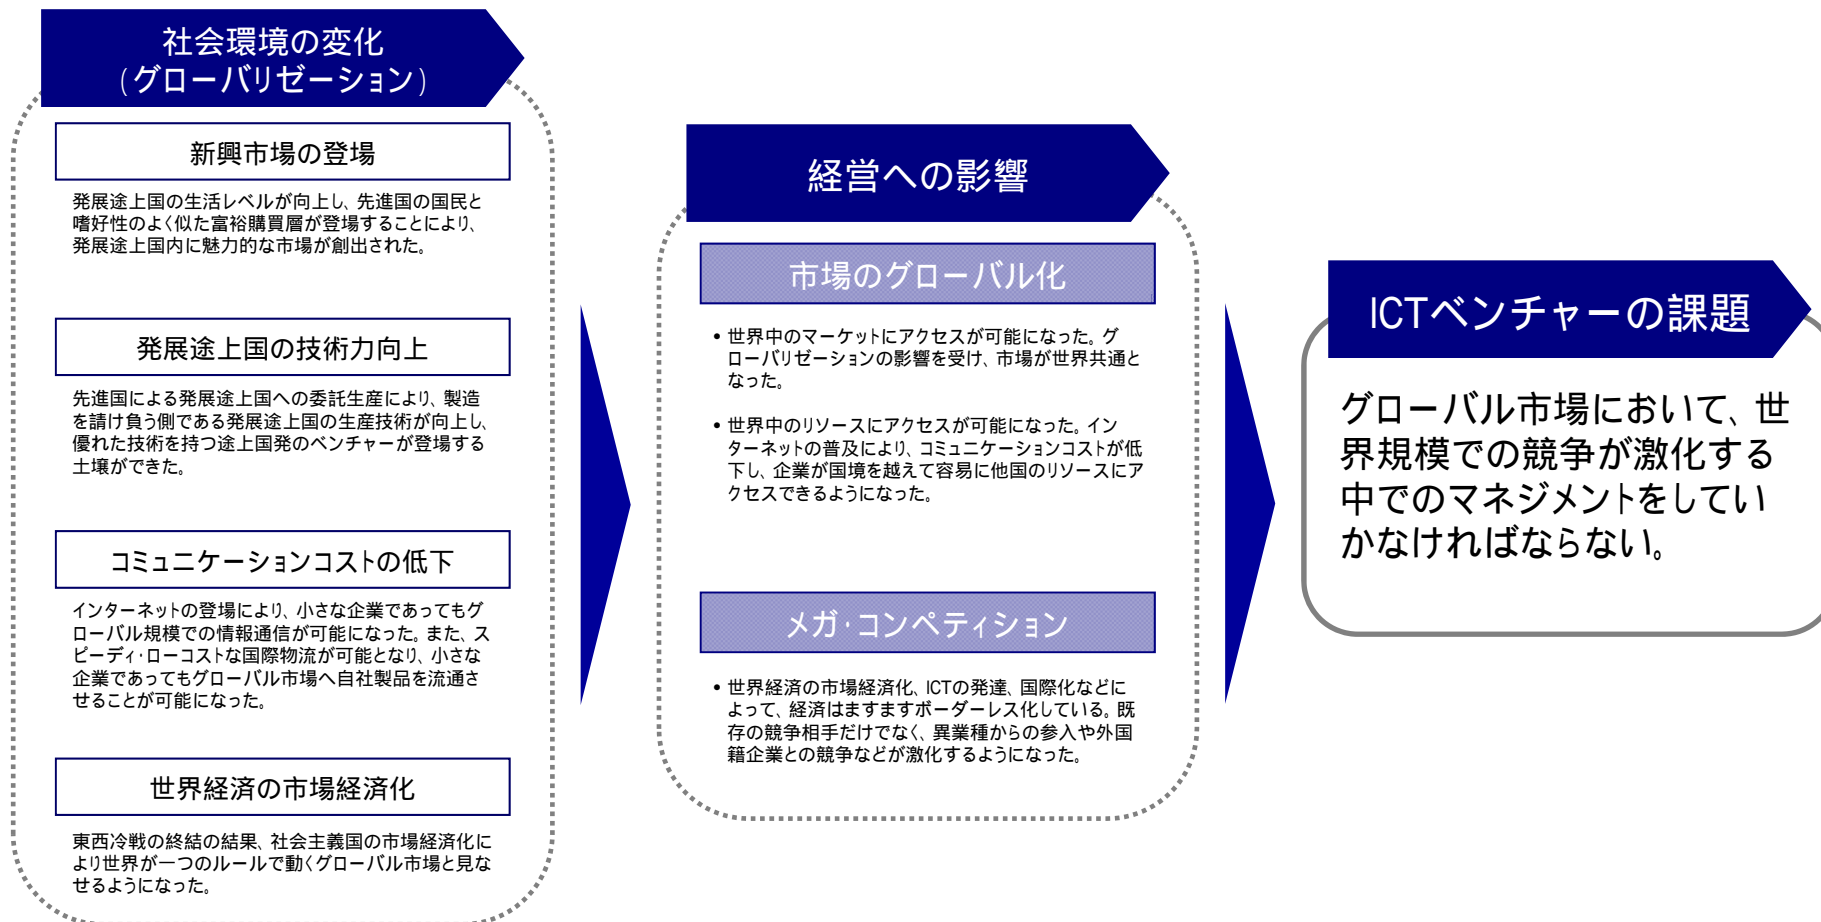 社会環境の変化
(グローバリゼーション)
新興市場の登場
発展途上国の生活レベルが向上し、先進国の国民と
嗜好性のよく似た富裕購買層が登場することにより、
発展途上国内に魅力的な市場が創出された。
発展途上国の技術力向上
先進国による発展途上国への委託生産により、製造
を請け負う側である発展途上国の生産技術が向上し、
優れた技術を持つ途上国発のベンチャーが登場する
土壌ができた。
コミュニケーションコストの低下
インターネットの登場により、小さな企業であってもグ
ローバル規模での情報通信が可能になった。また、ス
ピーディ・ローコストな国際物流が可能となり、小さな
企業であってもグローバル市場へ自社製品を流通さ
せることが可能になった。
世界経済の市場経済化
東西冷戦の終結の結果、社会主義国の市場経済化に
より世界が一つのルールで動くグローバル市場と見な
せるようになった。
経営への影響
市場のグローバル化
• 世界中のマーケットにアクセスが可能になった。グ
ローバリゼーションの影響を受け、市場が世界共通と
なった。
• 世界中のリソースにアクセスが可能になった。イン
ターネットの普及により、コミュニケーションコストが低
下し、企業が国境を越えて容易に他国のリソースにア
クセスできるようになった。
メガ・コンペティション
• 世界経済の市場経済化、ICTの発達、国際化などに
よって、経済はますますボーダーレス化している。既
存の競争相手だけでなく、異業種からの参入や外国
籍企業との競争などが激化するようになった。
ICTベンチャーの課題
グローバル市場において、世
界規模での競争が激化する
中でのマネジメントをしてい
かなければならない。